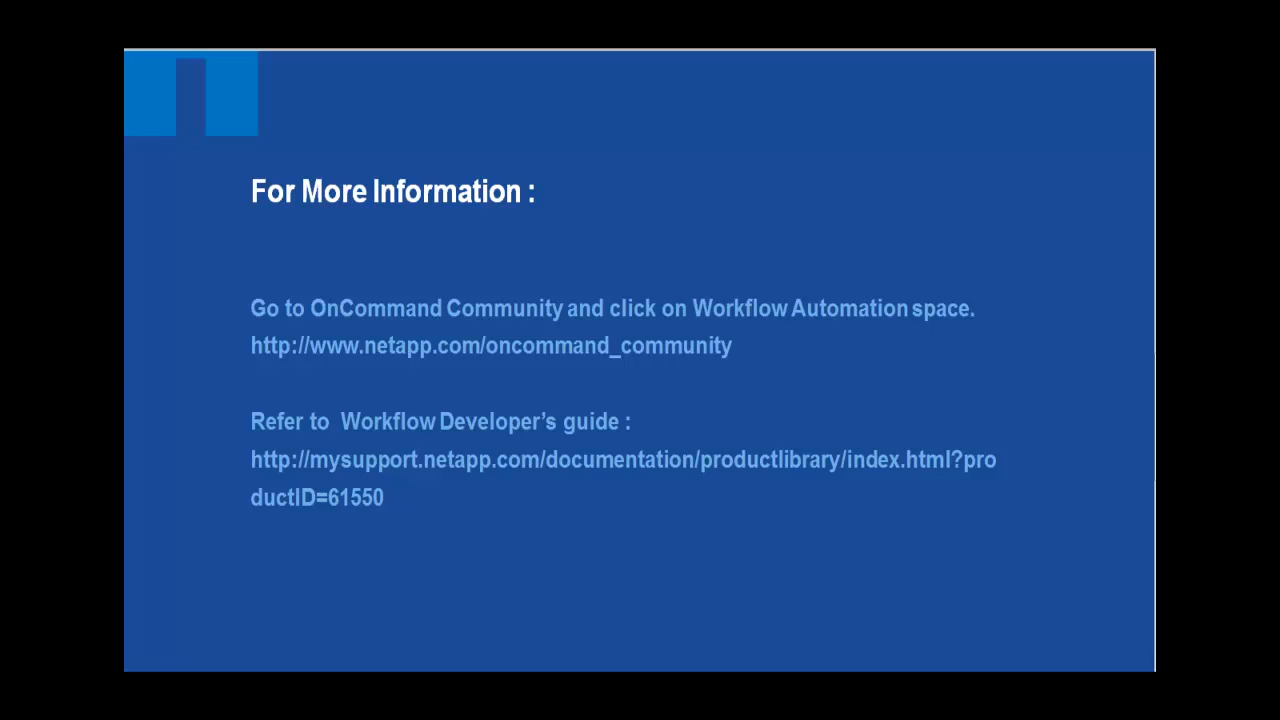 For More Information :
Go to OnCommand Community and click on Workflow Automation space.
http://www.netapp.com/oncommand_community
Refer to Workflow Developer’s guide :
http://mysupport.netapp.com/documentation/productlibrary/index.html?pro
ductID=61550